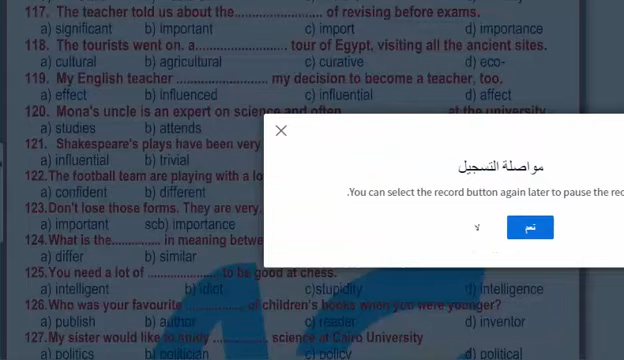 117. The teacher told us about the........................ of revising before exams.
a) significant b) important c) import d) importance
118. The tourists went on. a........................ tour of Egypt, visiting all the ancient sites.
a) cultural b) agricultural c) curative d) eco-
119. My English teacher ........................ my decision to become a teacher, too.
a) effect b) influenced c) influential d) affect
120. Mona's uncle is an expert on science and often at the university
a) studies b) attends
121. Shakespeare's plays have been very
a) influential b) trivial
122.The football team are playing with a lo
a) confident b) different
123.Don't lose those forms. They are very,
a) important scb) importance
124.What is the............. in meaning betwe
a) differ b) similar
125.You need a lot of .................... to be good at chess.
a) intelligent b) idiot c)stupidity d) intelligence
126.Who was your favourite ................ of children's books when you were younger?
a) publish b) author c) reader d) inventor
127.My sister would like to study ................ science at Cairo University
a) politics b) politician c) policy d) political
مواصلة التسجيل
.You can select the record button again later to pause the rec
نعم
لا